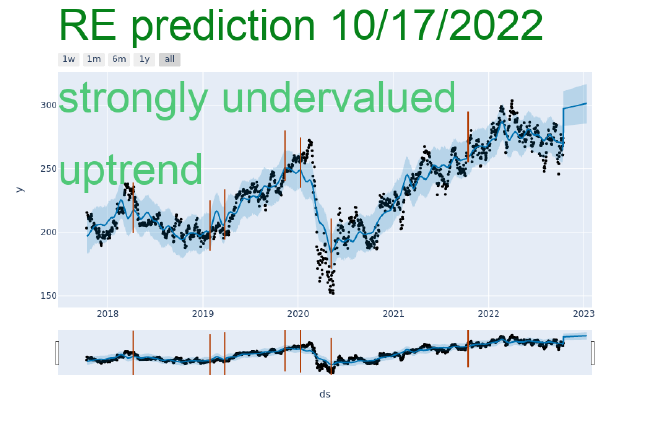 RE prediction 10/17/2022
1w 1m 6m 1y all
strongly undervalued
uptrend
300
250
200
150
y
2018 2019 2020 2021 2022 2023
ds